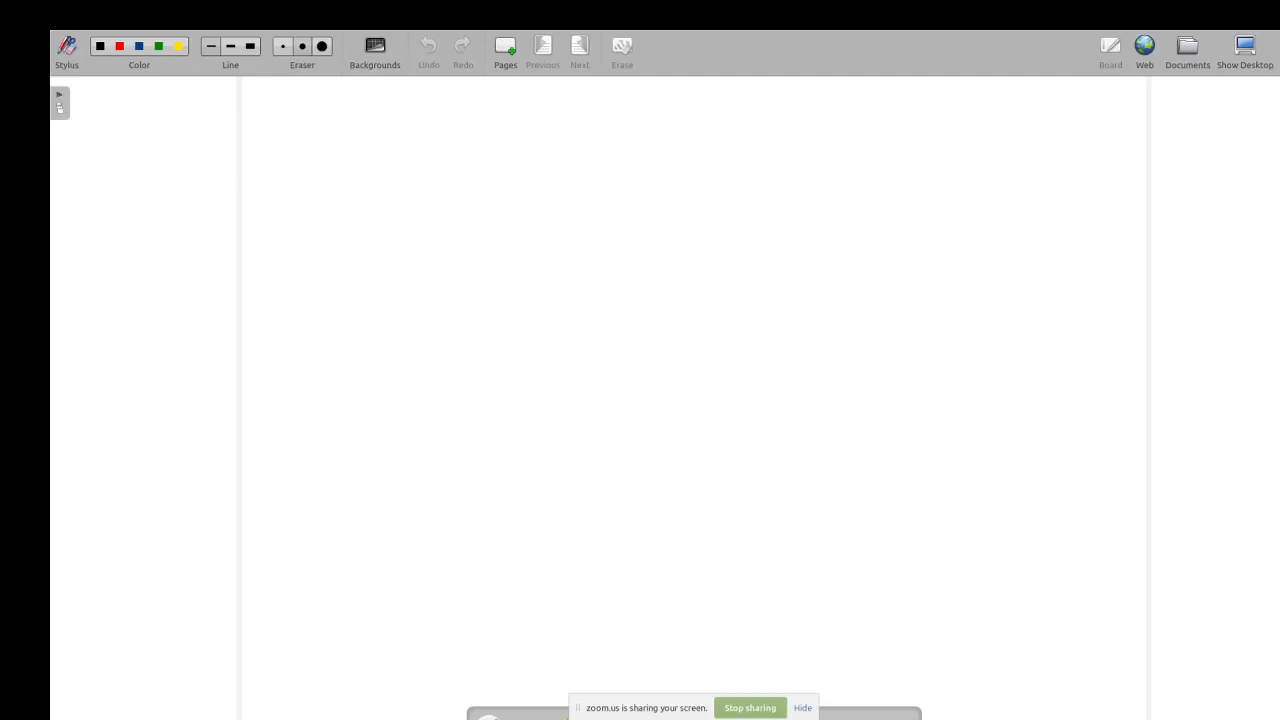 Stylus Color Line Eraser Backgrounds Undo Redo Pages Previous Next Erase Board Web Documents Show Desktop
zoom.us is sharing your screen. Stop sharing Hide